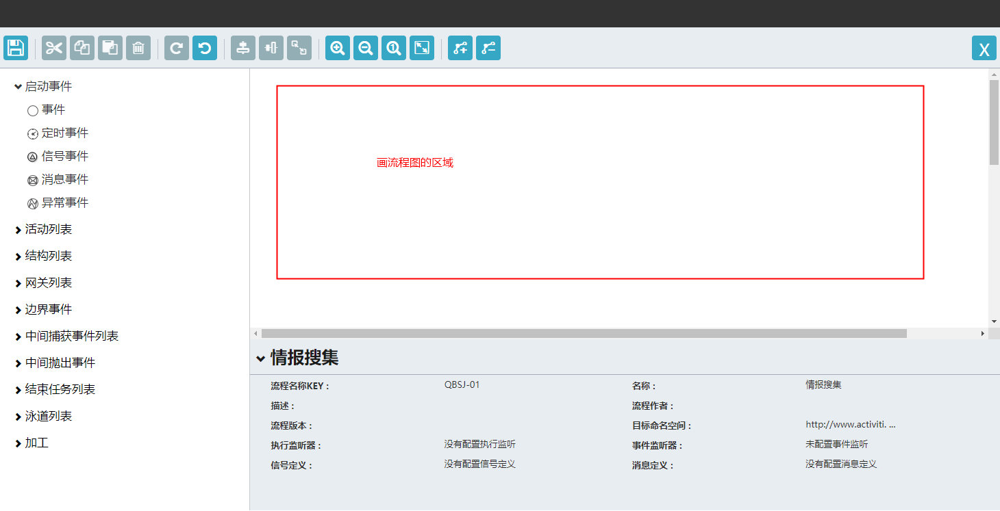 X
启动事件
事件
定时事件
信号事件
消息事件
异常事件
活动列表
结构列表
网关列表
边界事件
中间捕获事件列表
中间抛出事件
结束任务列表
泳道列表
加工
画流程图的区域
情报搜集
流程名称KEY : QBSJ-01 名称 : 情报搜集
描述 : 流程作者 :
流程版本 : 目标命名空间 : http://www.activiti. ...
执行监听器 : 没有配置执行监听 事件监听器 : 未配置事件监听
信号定义 : 没有配置信号定义 消息定义 : 没有配置消息定义